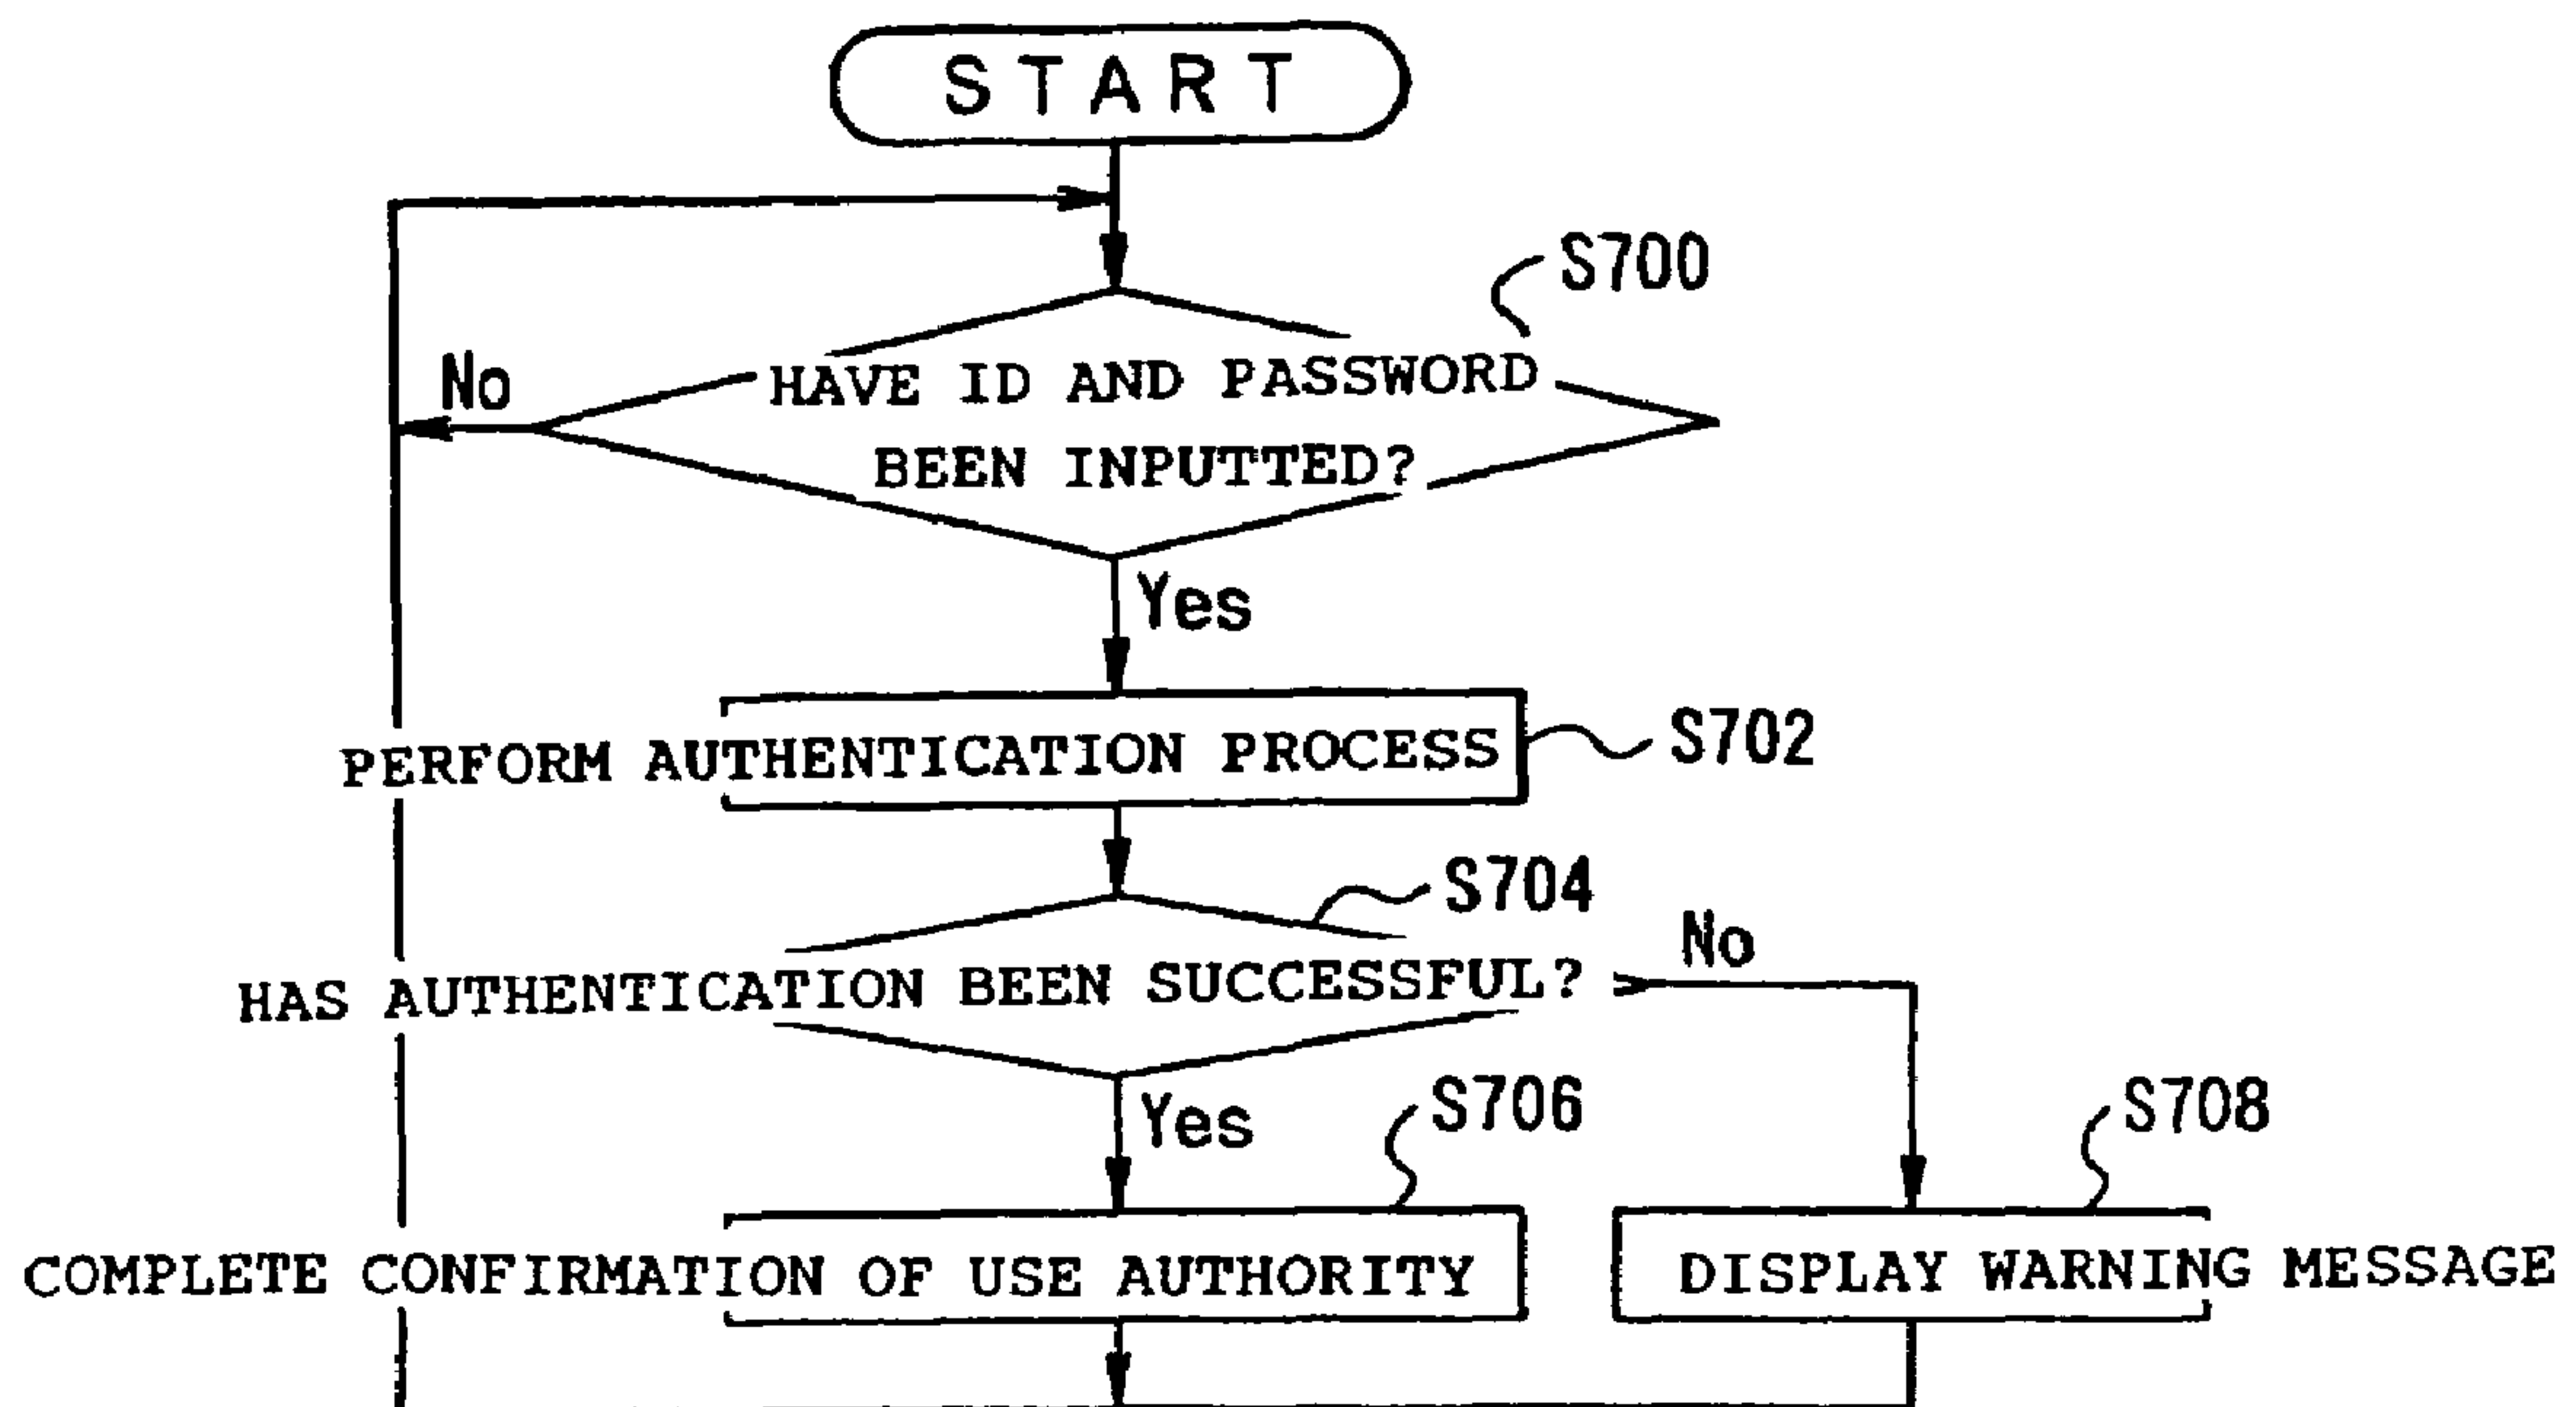 START
S700
No
HAVE ID AND PASSWORD
BEEN INPUTTED?
Yes
PERFORM AUTHENTICATION PROCESS
S702
S704
No
HAS AUTHENTICATION BEEN SUCCESSFUL?
Yes
S706
S708
COMPLETE CONFIRMATION OF USE AUTHORITY
DISPLAY WARNING MESSAGE